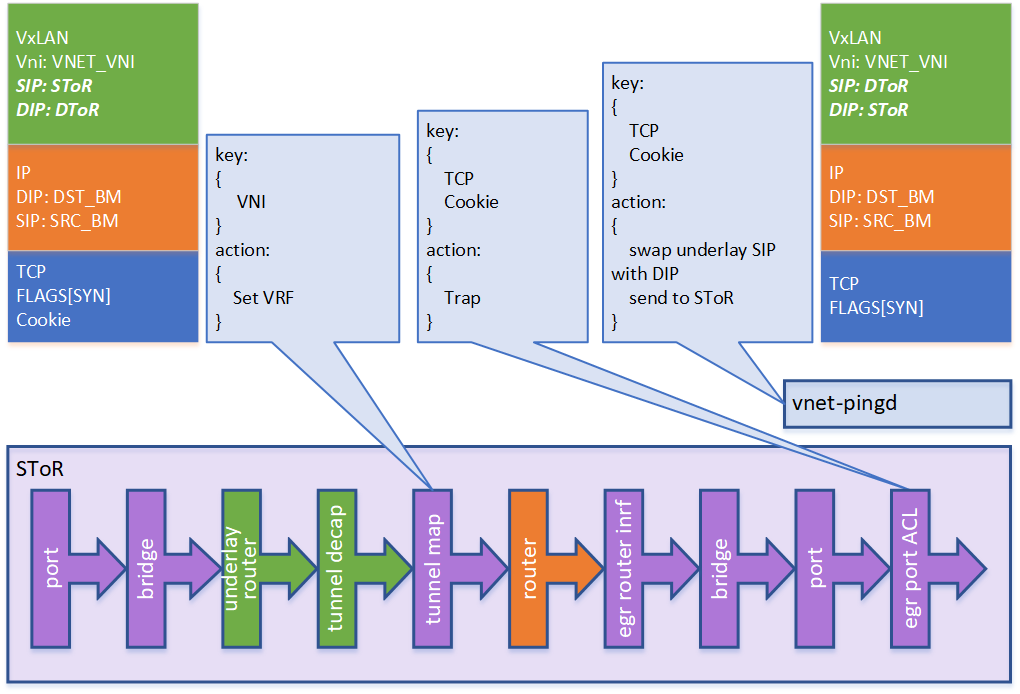 VxLAN
Vni: VNET_VNI
SIP: SToR
DIP: DToR
IP
DIP: DST_BM
SIP: SRC_BM
TCP
FLAGS[SYN]
Cookie
key:
{
VNI
}
action:
{
Set VRF
}
key:
{
TCP
Cookie
}
action:
{
Trap
}
key:
{
TCP
Cookie
}
action:
{
swap underlay SIP
with DIP
send to SToR
}
VxLAN
Vni: VNET_VNI
SIP: DToR
DIP: SToR
IP
DIP: DST_BM
SIP: SRC_BM
TCP
FLAGS[SYN]
vnet-pingd
SToR
port
bridge
underlay
router
tunnel decap
tunnel map
router
egr router inrf
bridge
port
egr port ACL